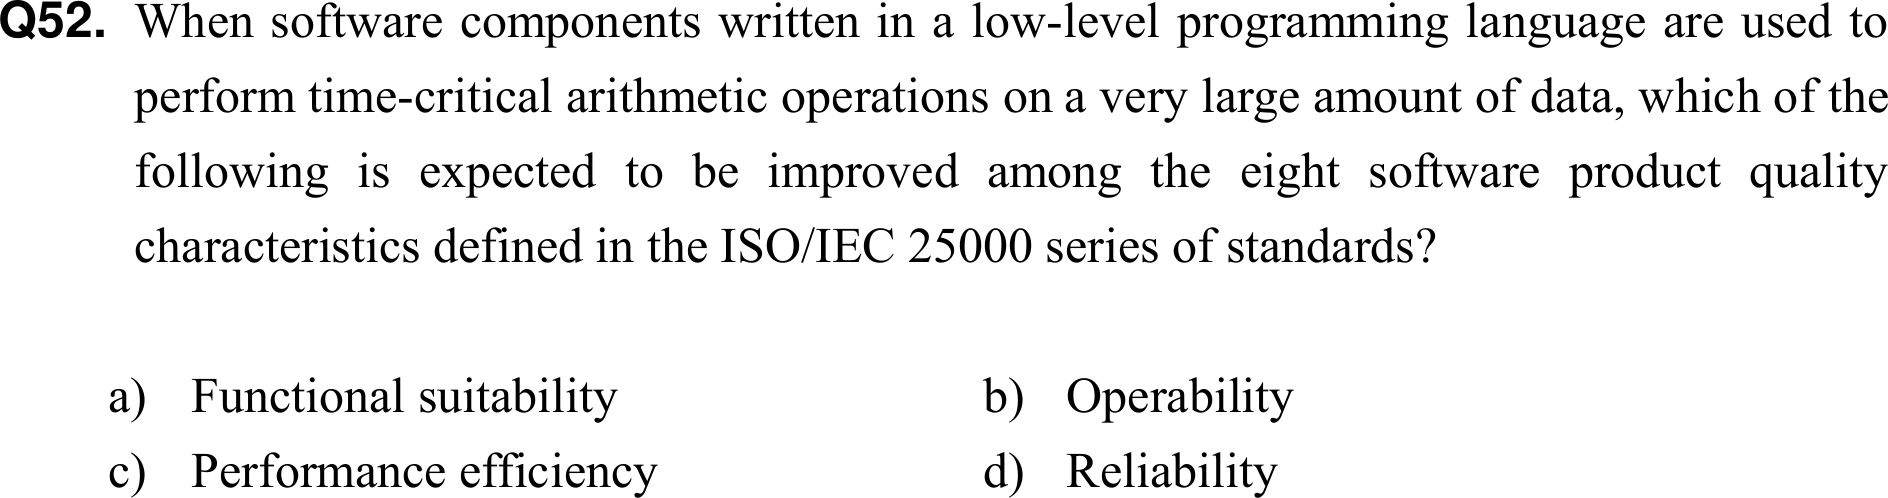 Q52. When software components written in a low-level programming language are used to
perform time-critical arithmetic operations on a very large amount of data, which of the
following is expected to be improved among the eight software product quality
characteristics defined in the ISO/IEC 25000 series of standards?
a) Functional suitability b) Operability
c) Performance efficiency d) Reliability